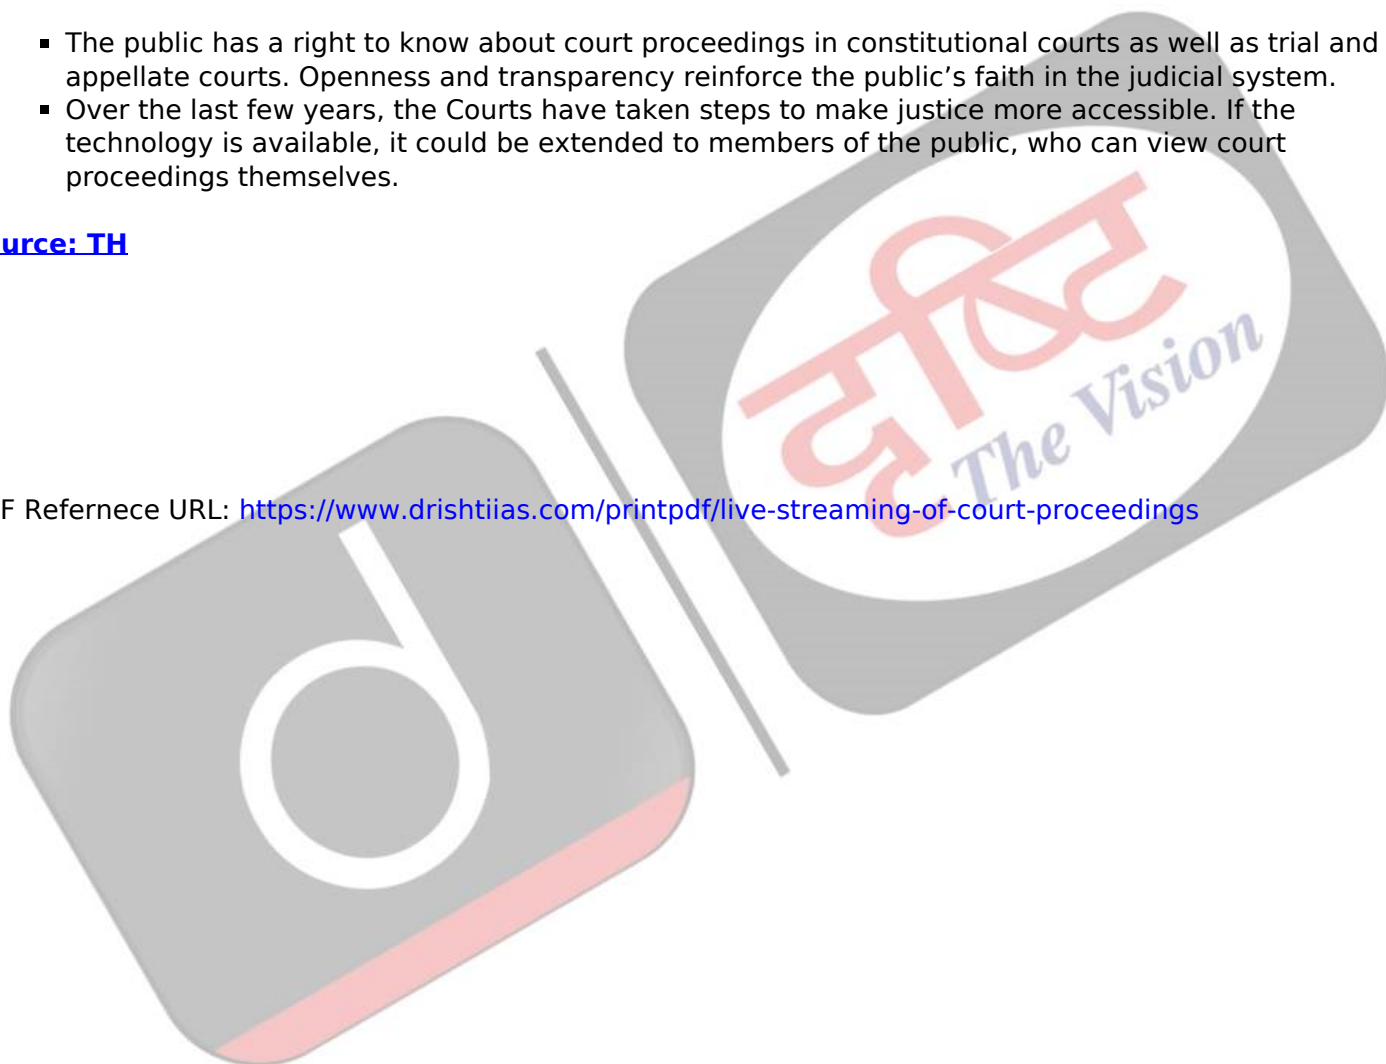 ▪ The public has a right to know about court proceedings in constitutional courts as well as trial and
appellate courts. Openness and transparency reinforce the public’s faith in the judicial system.
▪ Over the last few years, the Courts have taken steps to make justice more accessible. If the
technology is available, it could be extended to members of the public, who can view court
proceedings themselves.
urce: TH
दृष्टि
The Vision
F Refernece URL: https://www.drishtiias.com/printpdf/live-streaming-of-court-proceedings
d